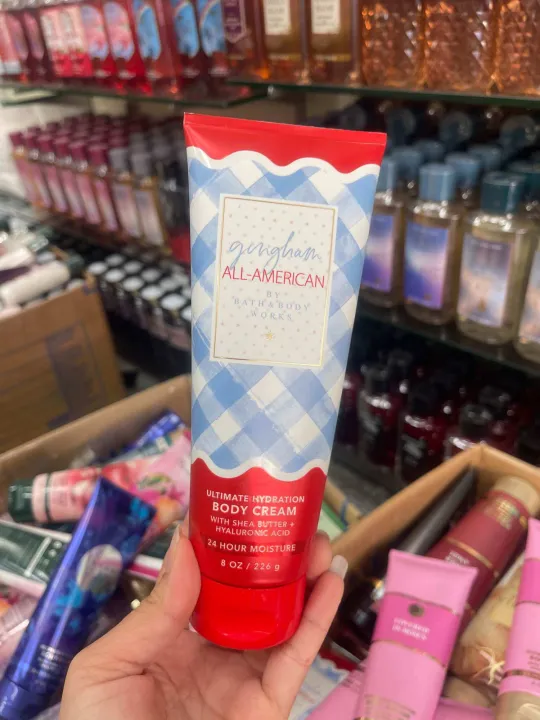 gingham
ALL-AMERICAN
BY
BATH & BODY
WORKS
ULTIMATE HYDRATION
BODY CREAM
WITH SHEA BUTTER +
HYALURONIC ACID
24 HOUR MOISTURE
8 OZ / 226 g